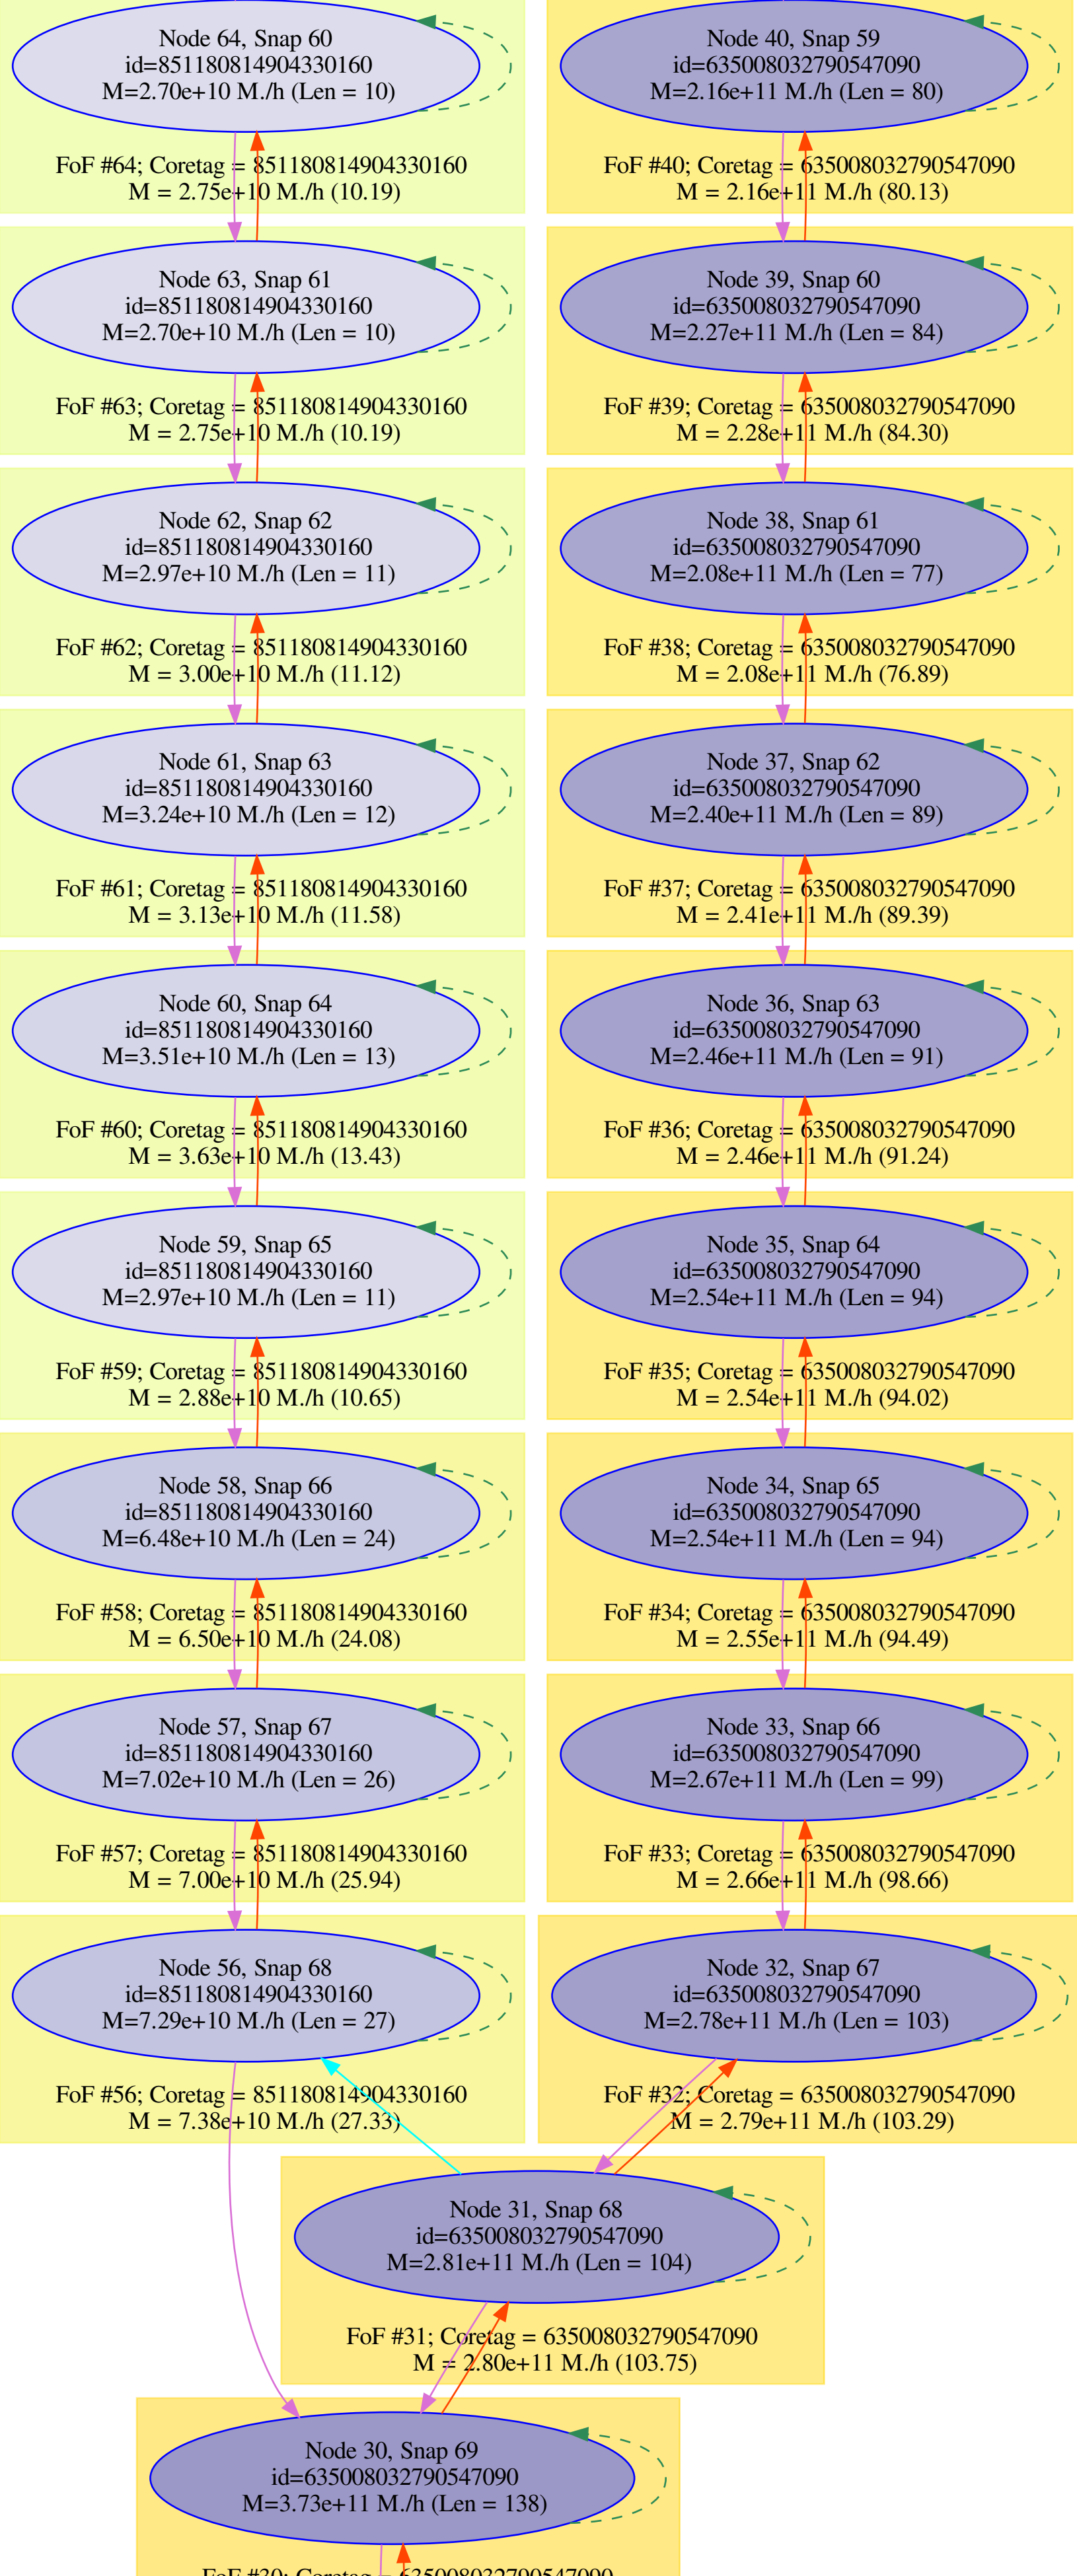 Node 64, Snap 60
id=851180814904330160
M=2.70e+10 M./h (Len = 10)
FoF #64; Coretag = 851180814904330160
M = 2.75e+10 M./h (10.19)
Node 40, Snap 59
id=635008032790547090
M=2.16e+11 M./h (Len = 80)
FoF #40; Coretag = 635008032790547090
M = 2.16e+11 M./h (80.13)
Node 63, Snap 61
id=851180814904330160
M=2.70e+10 M./h (Len = 10)
FoF #63; Coretag = 851180814904330160
M = 2.75e+10 M./h (10.19)
Node 39, Snap 60
id=635008032790547090
M=2.27e+11 M./h (Len = 84)
FoF #39; Coretag = 635008032790547090
M = 2.28e+11 M./h (84.30)
Node 62, Snap 62
id=851180814904330160
M=2.97e+10 M./h (Len = 11)
FoF #62; Coretag = 851180814904330160
M = 3.00e+10 M./h (11.12)
Node 38, Snap 61
id=635008032790547090
M=2.08e+11 M./h (Len = 77)
FoF #38; Coretag = 635008032790547090
M = 2.08e+11 M./h (76.89)
Node 61, Snap 63
id=851180814904330160
M=3.24e+10 M./h (Len = 12)
FoF #61; Coretag = 851180814904330160
M = 3.13e+10 M./h (11.58)
Node 37, Snap 62
id=635008032790547090
M=2.40e+11 M./h (Len = 89)
FoF #37; Coretag = 635008032790547090
M = 2.41e+11 M./h (89.39)
Node 60, Snap 64
id=851180814904330160
M=3.51e+10 M./h (Len = 13)
FoF #60; Coretag = 851180814904330160
M = 3.63e+10 M./h (13.43)
Node 36, Snap 63
id=635008032790547090
M=2.46e+11 M./h (Len = 91)
FoF #36; Coretag = 635008032790547090
M = 2.46e+11 M./h (91.24)
Node 59, Snap 65
id=851180814904330160
M=2.97e+10 M./h (Len = 11)
FoF #59; Coretag = 851180814904330160
M = 2.88e+10 M./h (10.65)
Node 35, Snap 64
id=635008032790547090
M=2.54e+11 M./h (Len = 94)
FoF #35; Coretag = 635008032790547090
M = 2.54e+11 M./h (94.02)
Node 58, Snap 66
id=851180814904330160
M=6.48e+10 M./h (Len = 24)
FoF #58; Coretag = 851180814904330160
M = 6.50e+10 M./h (24.08)
Node 34, Snap 65
id=635008032790547090
M=2.54e+11 M./h (Len = 94)
FoF #34; Coretag = 635008032790547090
M = 2.55e+11 M./h (94.49)
Node 57, Snap 67
id=851180814904330160
M=7.02e+10 M./h (Len = 26)
FoF #57; Coretag = 851180814904330160
M = 7.00e+10 M./h (25.94)
Node 33, Snap 66
id=635008032790547090
M=2.67e+11 M./h (Len = 99)
FoF #33; Coretag = 635008032790547090
M = 2.66e+11 M./h (98.66)
Node 56, Snap 68
id=851180814904330160
M=7.29e+10 M./h (Len = 27)
FoF #56; Coretag = 851180814904330160
M = 7.38e+10 M./h (27.33)
Node 32, Snap 67
id=635008032790547090
M=2.78e+11 M./h (Len = 103)
FoF #32; Coretag = 635008032790547090
M = 2.79e+11 M./h (103.29)
Node 31, Snap 68
id=635008032790547090
M=2.81e+11 M./h (Len = 104)
FoF #31; Coretag = 635008032790547090
M = 2.80e+11 M./h (103.75)
Node 30, Snap 69
id=635008032790547090
M=3.73e+11 M./h (Len = 138)
FoF #30; Coretag = 635008032790547090